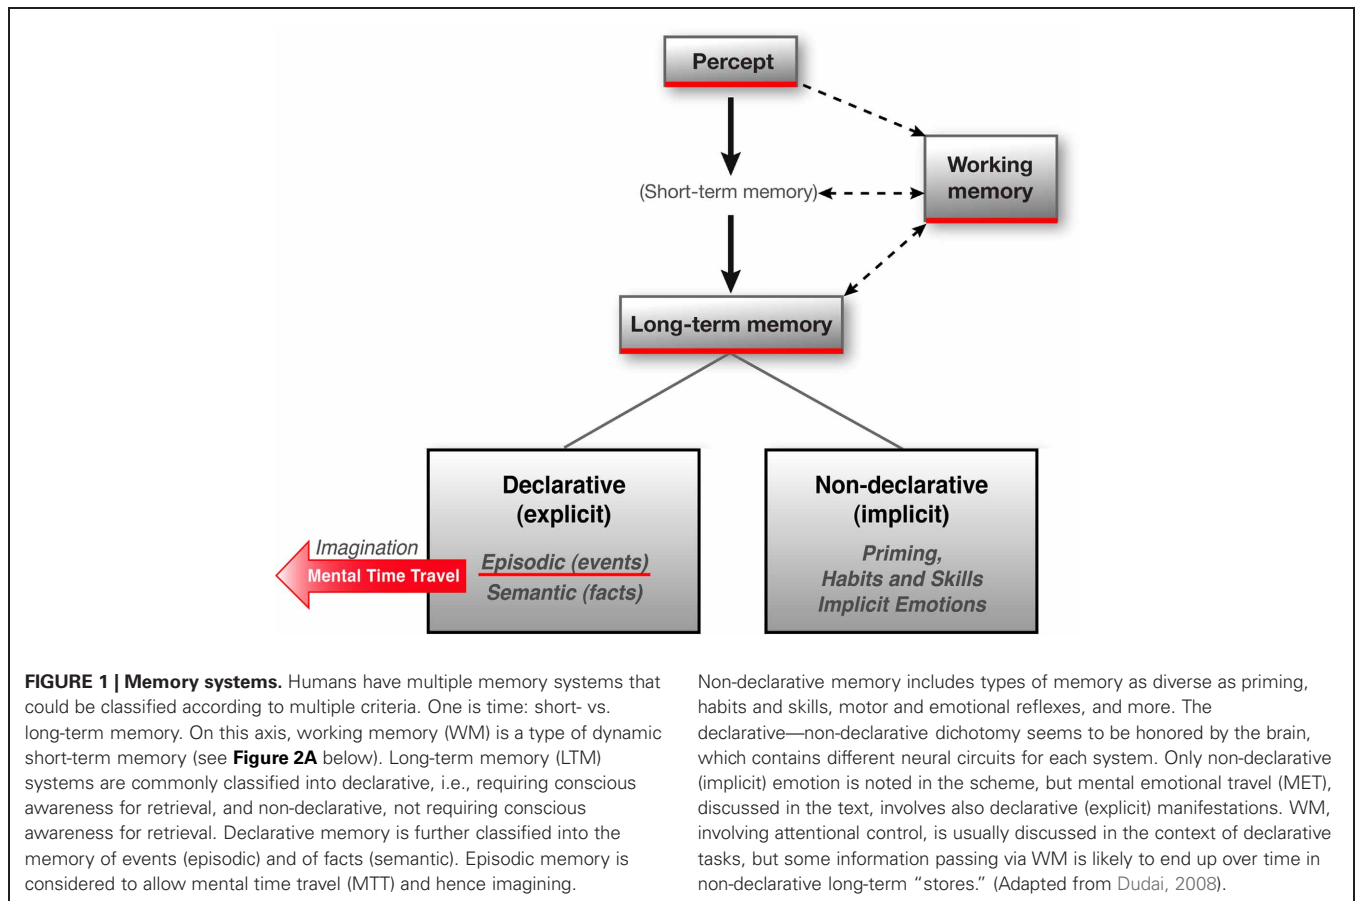 Percept
Working
memory
(Short-term memory)
Long-term memory
Declarative
(explicit)
Episodic (events)
Semantic (facts)
Imagination
Mental Time Travel
Non-declarative
(implicit)
Priming,
Habits and Skills
Implicit Emotions
FIGURE 1 | Memory systems. Humans have multiple memory systems that
could be classified according to multiple criteria. One is time: short- vs.
long-term memory. On this axis, working memory (WM) is a type of dynamic
short-term memory (see Figure 2A below). Long-term memory (LTM)
systems are commonly classified into declarative, i.e., requiring conscious
awareness for retrieval, and non-declarative, not requiring conscious
awareness for retrieval. Declarative memory is further classified into the
memory of events (episodic) and of facts (semantic). Episodic memory is
considered to allow mental time travel (MTT) and hence imagining.
Non-declarative memory includes types of memory as diverse as priming,
habits and skills, motor and emotional reflexes, and more. The
declarative—non-declarative dichotomy seems to be honored by the brain,
which contains different neural circuits for each system. Only non-declarative
(implicit) emotion is noted in the scheme, but mental emotional travel (MET),
discussed in the text, involves also declarative (explicit) manifestations. WM,
involving attentional control, is usually discussed in the context of declarative
tasks, but some information passing via WM is likely to end up over time in
non-declarative long-term “stores.” (Adapted from Dudai, 2008).